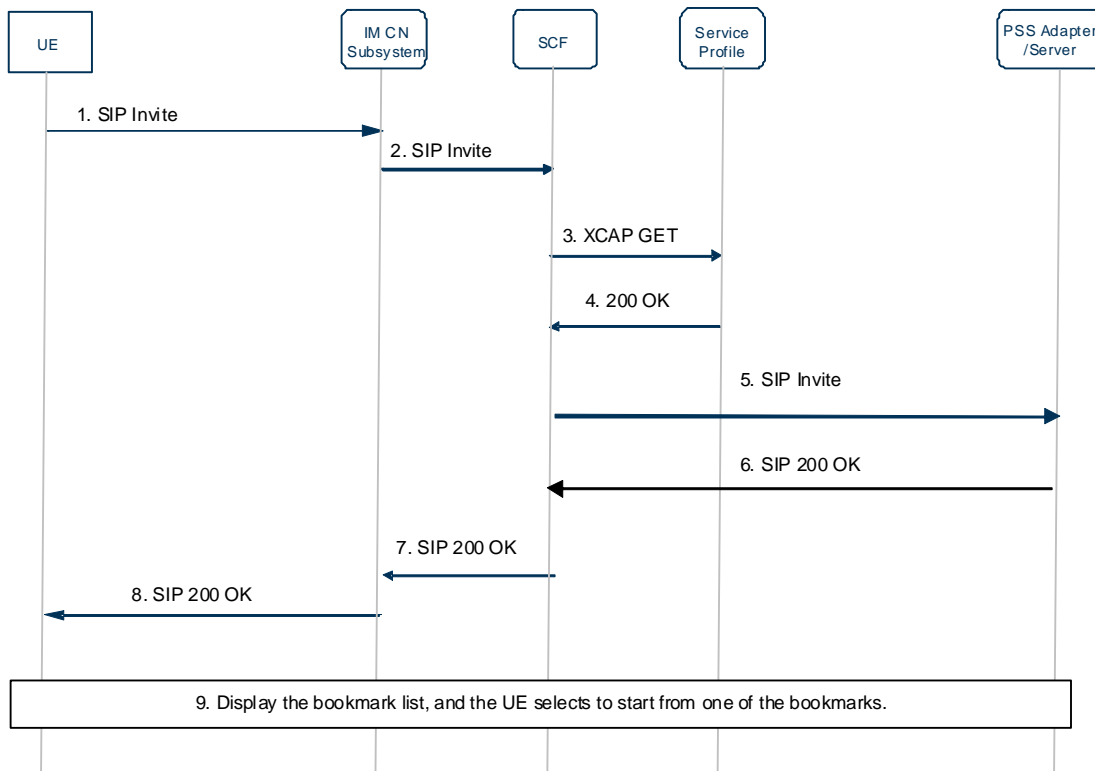 UE
IM CN
Subsystem
SCF
Service
Profile
PSS Adapter
/Server
1. SIP Invite
2. SIP Invite
3. XCAP GET
4. 200 OK
5. SIP Invite
6. SIP 200 OK
7. SIP 200 OK
8. SIP 200 OK
9. Display the bookmark list, and the UE selects to start from one of the bookmarks.